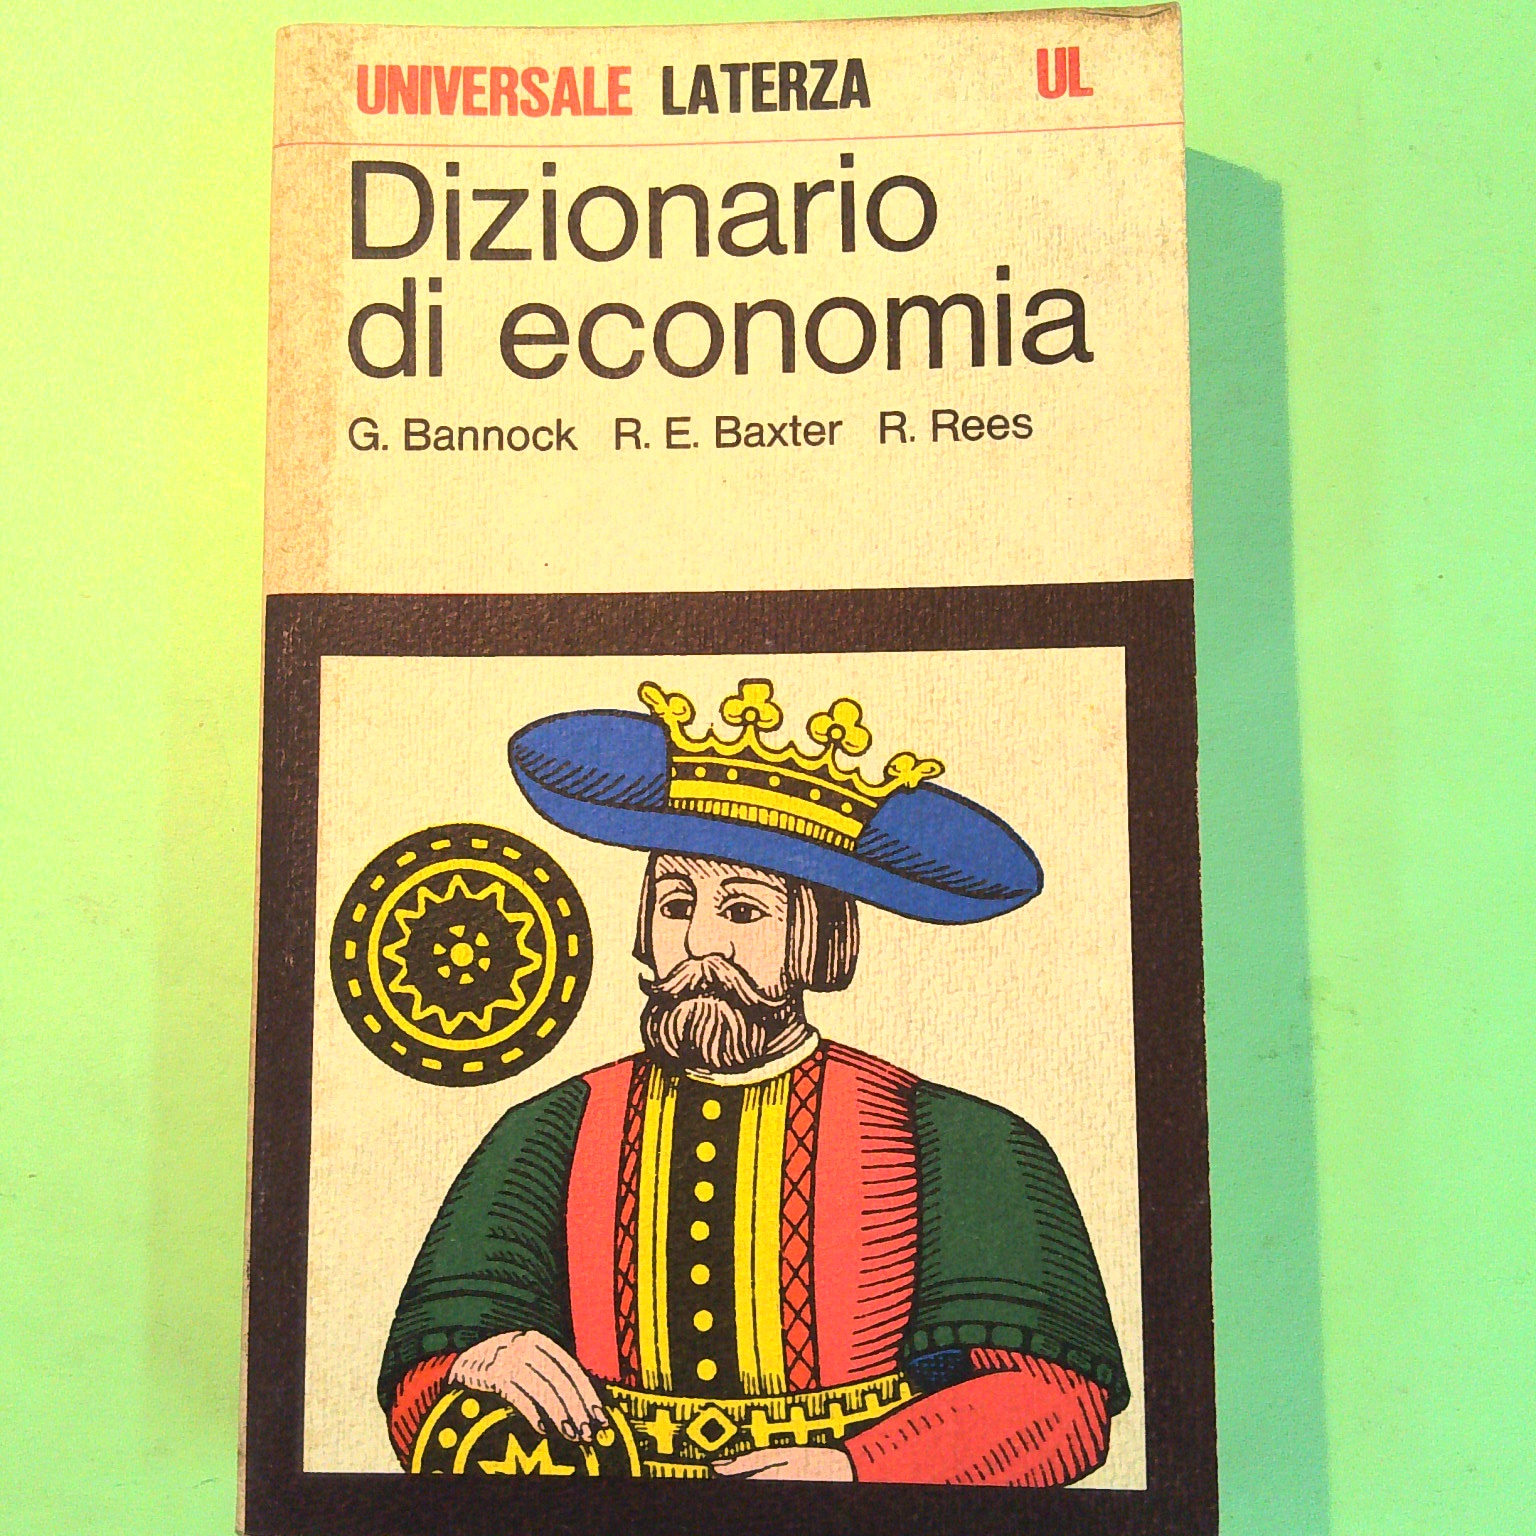 UNIVERSALE LATERZA UL
Dizionario
di economia
G. Bannock R. E. Baxter R. Rees